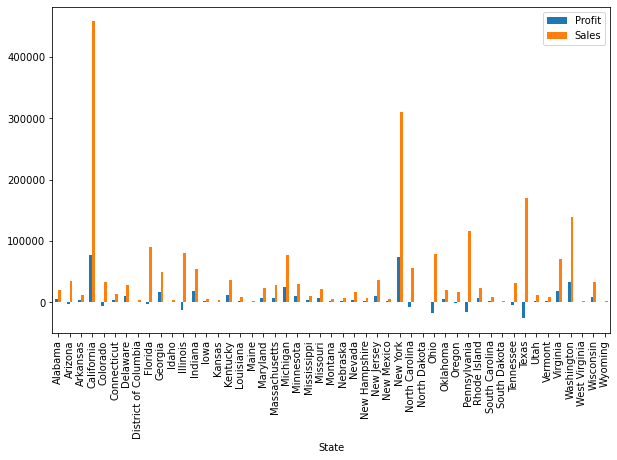 Profit
Sales
400000
300000
200000
100000
0
Alabama
Arizona
Arkansas
California
Colorado
Connecticut
Delaware
District of Columbia
Florida
Georgia
Idaho
Illinois
Indiana
Iowa
Kansas
Kentucky
Louisiana
Maine
Maryland
Massachusetts
Michigan
Minnesota
Mississippi
Missouri
Montana
Nebraska
Nevada
New Hampshire
New Jersey
New Mexico
New York
North Carolina
North Dakota
Ohio
Oklahoma
Oregon
Pennsylvania
Rhode Island
South Carolina
South Dakota
Tennessee
Texas
Utah
Vermont
Virginia
Washington
West Virginia
Wisconsin
Wyoming
State